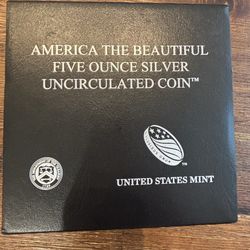 AMERICA THE BEAUTIFUL
FIVE OUNCE SILVER
UNCIRCULATED COIN™
UNITED STATES MINT